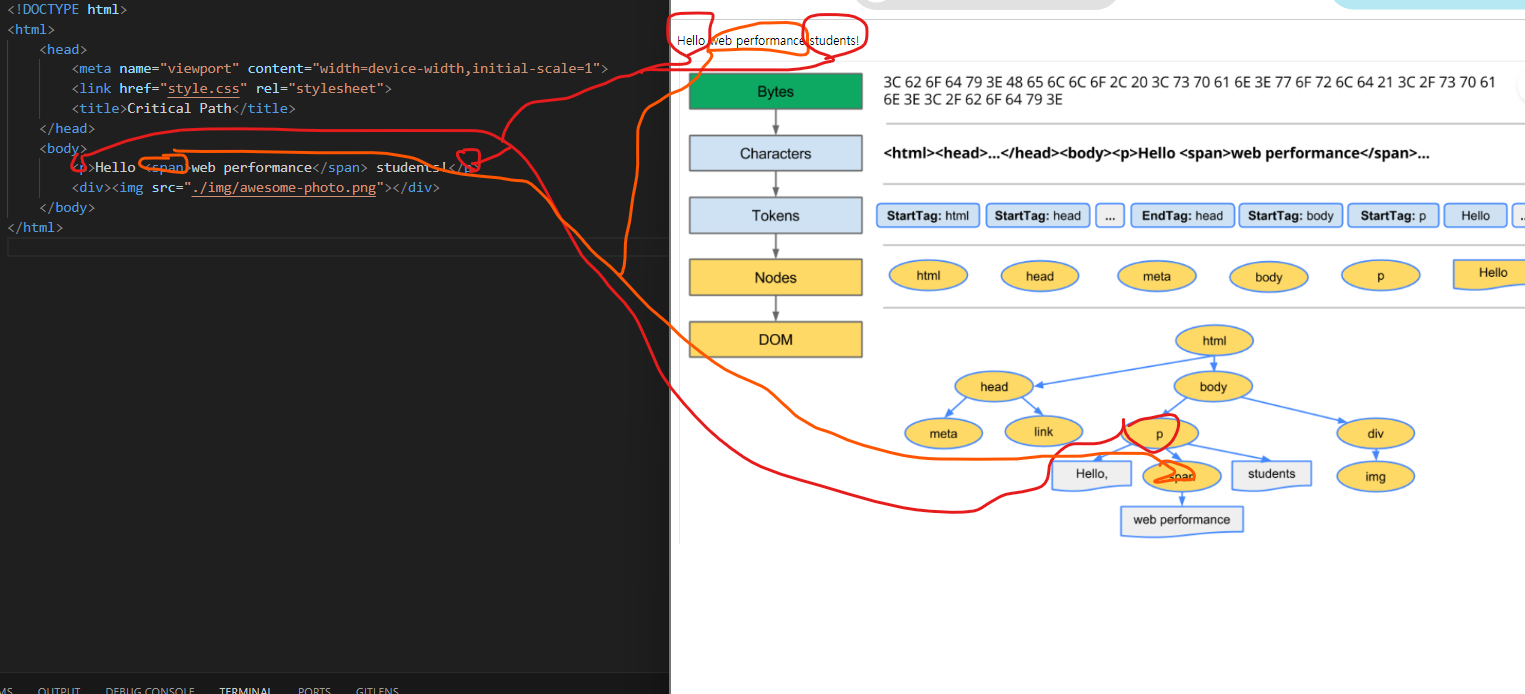 <!DOCTYPE html>
<html>
<head>
<meta name="viewport" content="width=device-width,initial-scale=1">
<link href="style.css" rel="stylesheet">
<title>Critical Path</title>
</head>
<body>
<p>Hello <span>web performance</span> students!</p>
<div><img src="./img/awesome-photo.png"></div>
</body>
</html>
OUTPUT DEBUG CONSOLE TERMINAL PORTS GITLENS
Hello web performance students!
Bytes
3C 62 6F 64 79 3E 48 65 6C 6C 6F 2C 20 3C 73 70 61 6E 3E 77 6F 72 6C 64 21 3C 2F 73 70 61
6E 3E 3C 2F 62 6F 64 79 3E
Characters
<html><head>...</head><body><p>Hello <span>web performance</span>...
Tokens
StartTag: html StartTag: head ... EndTag: head StartTag: body StartTag: p Hello ..
Nodes
html head meta body p Hello
DOM
html
head body
meta link p div
Hello, span students img
web performance